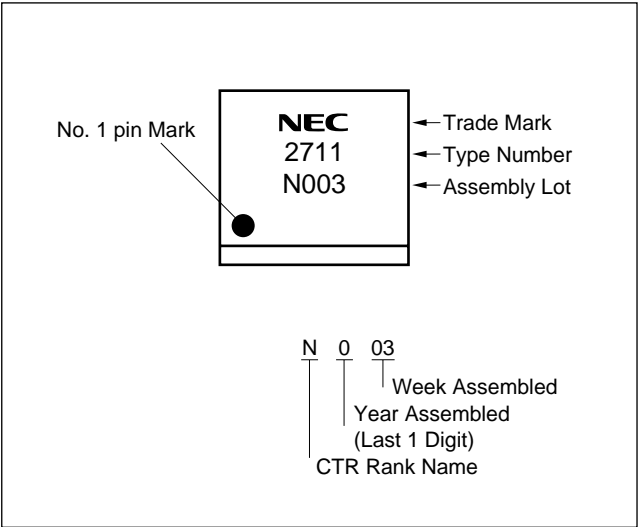 No. 1 pin Mark
NEC
2711
N003
Trade Mark
Type Number
Assembly Lot
N 0 03
Week Assembled
Year Assembled
(Last 1 Digit)
CTR Rank Name